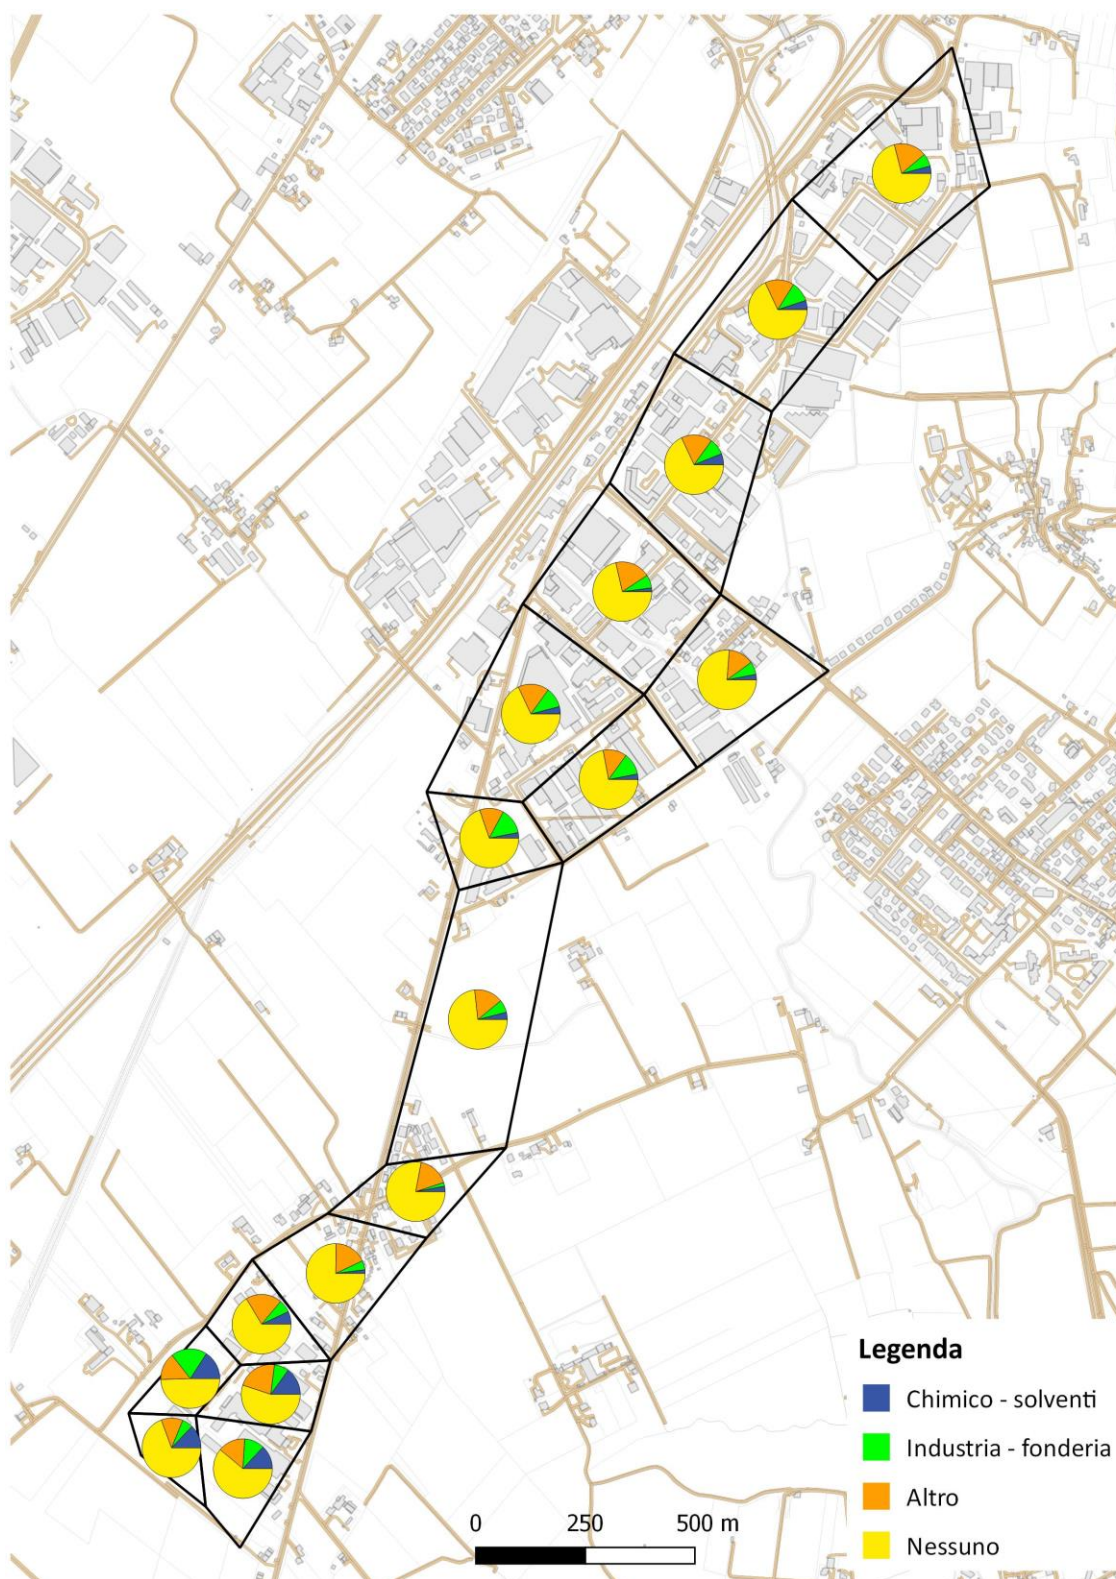 Legenda
Chimico - solventi
Industria - fonderia
Altro
Nessuno
0 250 500 m